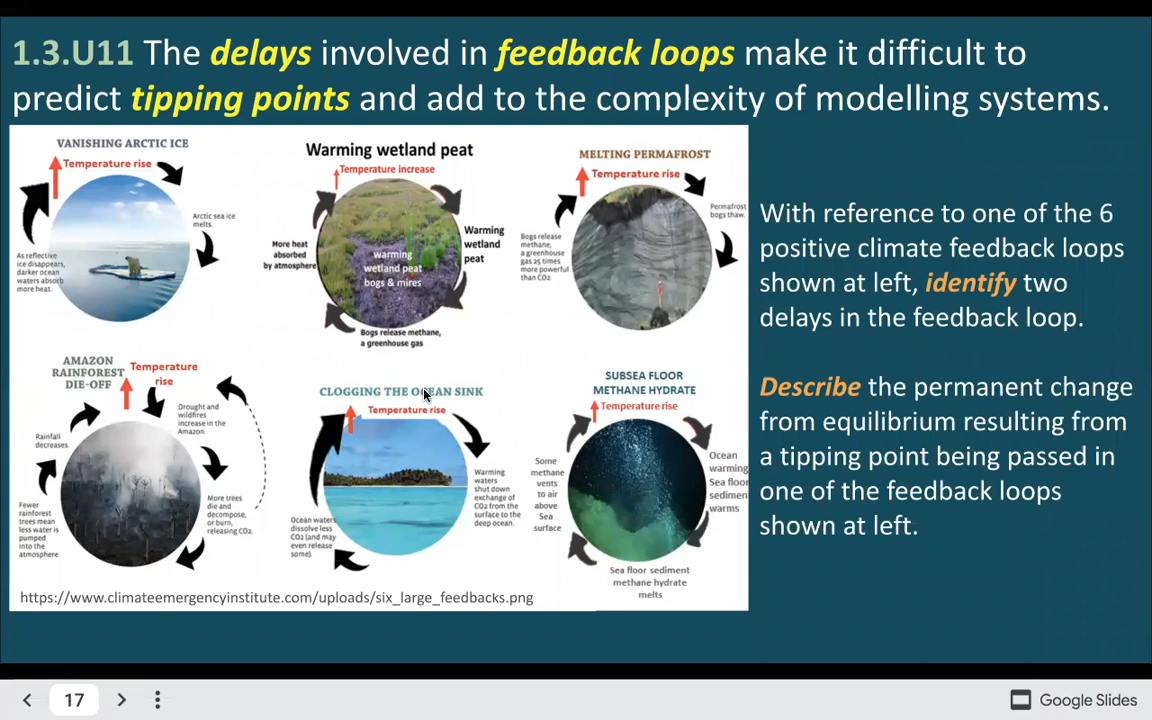 1.3.U11 The delays involved in feedback loops make it difficult to
predict tipping points and add to the complexity of modelling systems.
VANISHING ARCTIC ICE
Temperature rise
Arctic sea ice
melts.
As reflective
ice disappears,
darker ocean
waters absorb
more heat.
Warming wetland peat
Temperature increase
Warming
wetland
peat
warming
wetland peat
bogs & mires
More heat
absorbed
by atmosphere
Bogs release methane,
a greenhouse gas
MELTING PERMAFROST
Temperature rise
Permafrost
bogs thaw.
Bogs release
methane,
a greenhouse
gas 25 times
more powerful
than CO2.
AMAZON
RAINFOREST
DIE-OFF
Temperature
rise
Drought and
wildfires
increase in the
Amazon.
More trees
die and
decompose,
or burn,
releasing CO2.
Fewer
rainforest
trees mean
less water is
pumped
into the
atmosphere.
Rainfall
decreases.
CLOGGING THE OCEAN SINK
Temperature rise
Warming
waters
shut down
exchange of
CO2 from the
surface to the
deep ocean.
Ocean waters
dissolve less
CO2 (and may
even release
some).
SUBSEA FLOOR
METHANE HYDRATE
Temperature rise
Ocean
warming
Sea floor
sediment
warms
Sea floor sediment
methane hydrate
melts
Some
methane
vents
to air
above
Sea
surface
https://www.climateemergencyinstitute.com/uploads/six_large_feedbacks.png
With reference to one of the 6
positive climate feedback loops
shown at left, identify two
delays in the feedback loop.
Describe the permanent change
from equilibrium resulting from
a tipping point being passed in
one of the feedback loops
shown at left.
17
Google Slides